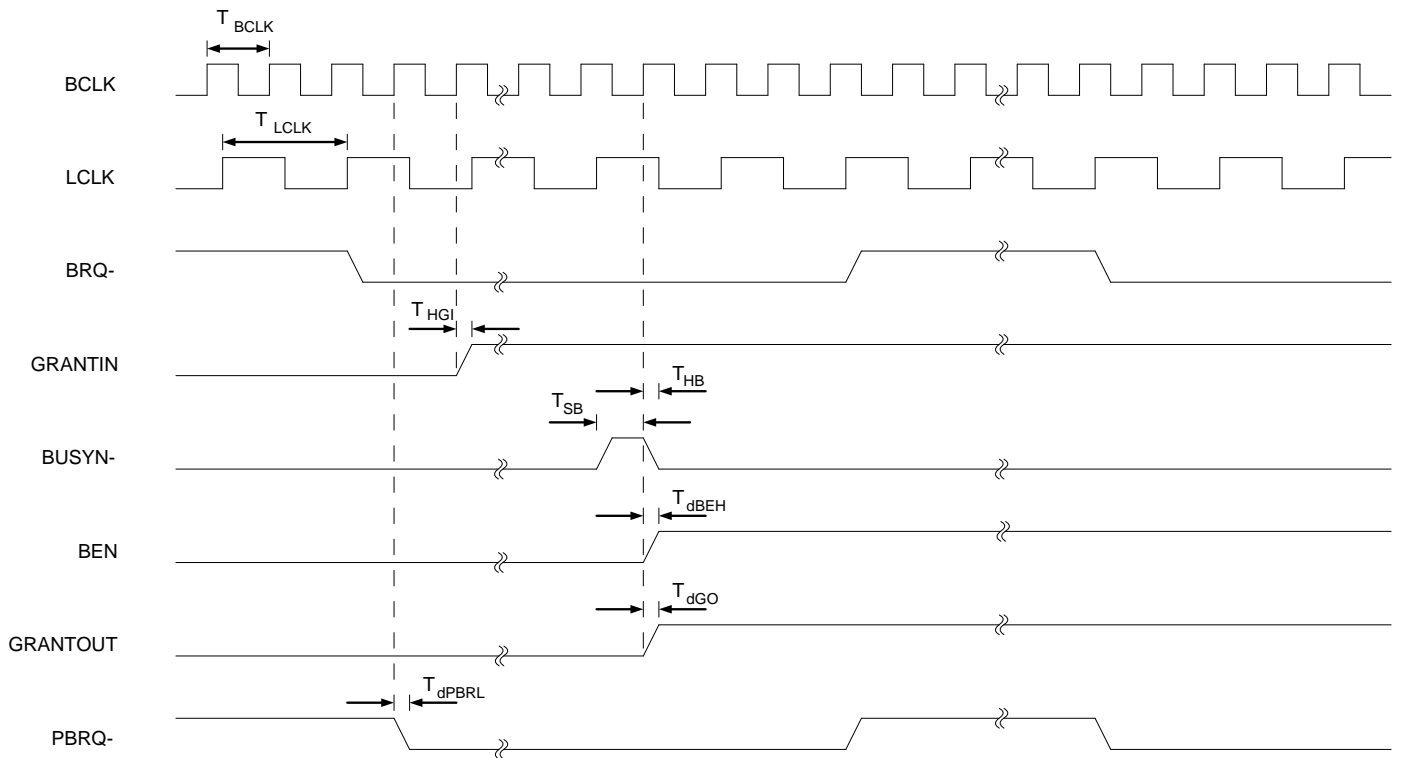 T BCLK
BCLK
T LCLK
LCLK
BRQ-
T HGI
GRANTIN
T HB
T SB
BUSYN-
T dBEH
BEN
T dGO
GRANTOUT
T dPBRL
PBRQ-